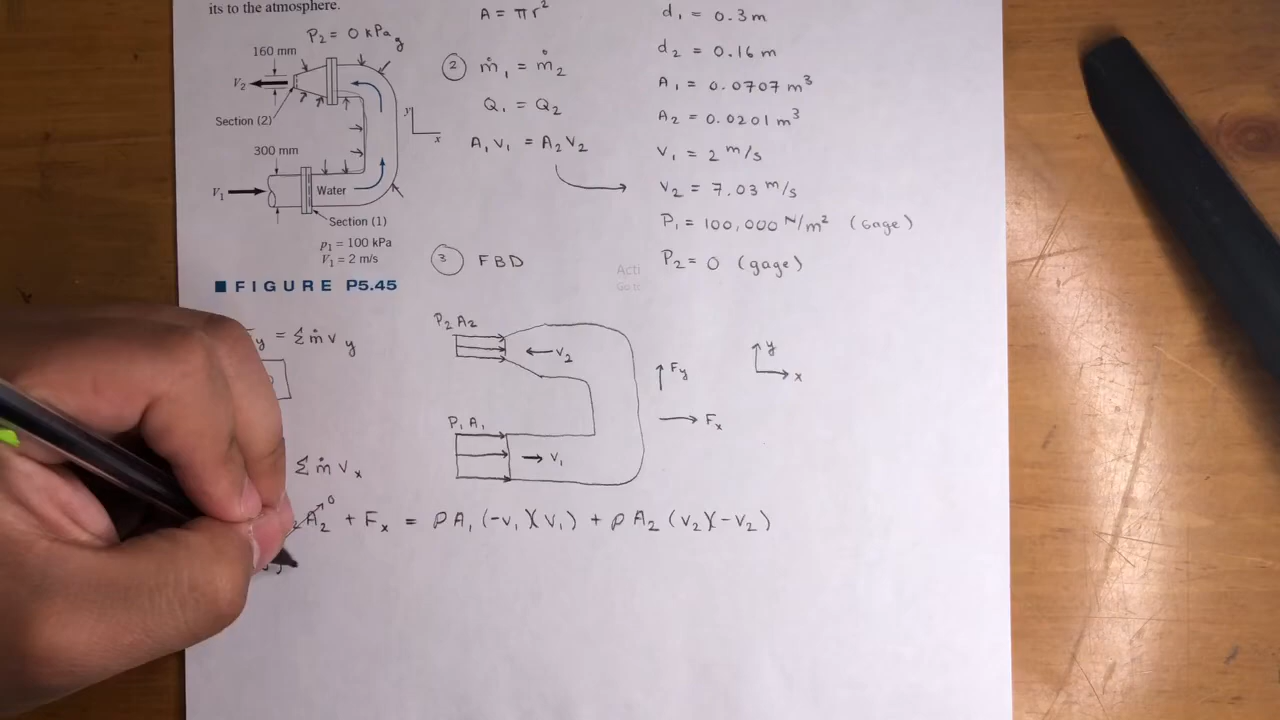 its to the atmosphere.
P₂ = 0 kPag
160 mm
V₂
Section (2)
y
x
300 mm
V₁
Water
Section (1)
p₁ = 100 kPa
V₁ = 2 m/s
FIGURE P5.45
A = πr²
② ṁ₁ = ṁ₂
Q₁ = Q₂
A₁V₁ = A₂V₂
d₁ = 0.3 m
d₂ = 0.16 m
A₁ = 0.0707 m³
A₂ = 0.0201 m³
V₁ = 2 m/s
V₂ = 7.03 m/s
P₁ = 100,000 N/m² (Gage)
P₂ = 0 (gage)
③ FBD
P₂A₂
V₂
Fy
Fx
y
x
P₁A₁
V₁
y = Σṁvy
Σṁvx
₂A₂ 0 + Fx = ρA₁(-v₁)(v₁) + ρA₂(v₂)(-v₂)